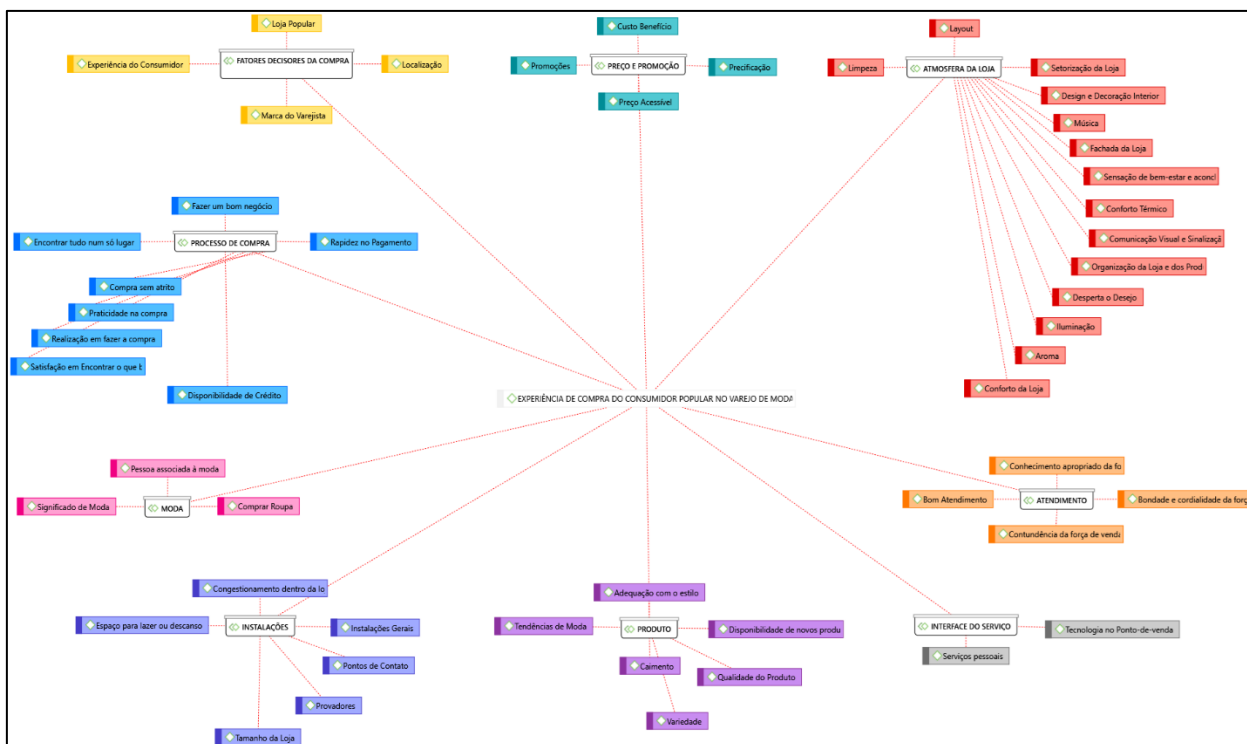 Loja Popular
FATORES DECISORES DA COMPRA
Experiência do Consumidor
Localização
Marca do Varejista
Custo Benefício
Promoções
PREÇO E PROMOÇÃO
Precificação
Preço Acessível
Layout
Limpeza
ATMOSFERA DA LOJA
Setorização da Loja
Design e Decoração Interior
Música
Fachada da Loja
Sensação de bem-estar e aconcl
Conforto Térmico
Comunicação Visual e Sinalizaçã
Organização da Loja e dos Prod
Desperta o Desejo
Iluminação
Aroma
Conforto da Loja
Fazer um bom negócio
Encontrar tudo num só lugar
PROCESSO DE COMPRA
Rapidez no Pagamento
Compra sem atrito
Praticidade na compra
Realização em fazer a compra
Satisfação em Encontrar o que b
Disponibilidade de Crédito
EXPERIÊNCIA DE COMPRA DO CONSUMIDOR POPULAR NO VAREJO DE MODA
Pessoa associada à moda
Significado de Moda
MODA
Comprar Roupa
Conhecimento apropriado da fo
Bom Atendimento
ATENDIMENTO
Bondade e cordialidade da forç
Contundência da força de venda
Congestionamento dentro da lo
Espaço para lazer ou descanso
INSTALAÇÕES
Instalações Gerais
Pontos de Contato
Provadores
Tamanho da Loja
Adequação com o estilo
Tendências de Moda
PRODUTO
Disponibilidade de novos produ
Caimento
Qualidade do Produto
Variedade
INTERFACE DO SERVIÇO
Tecnologia no Ponto-de-venda
Serviços pessoais